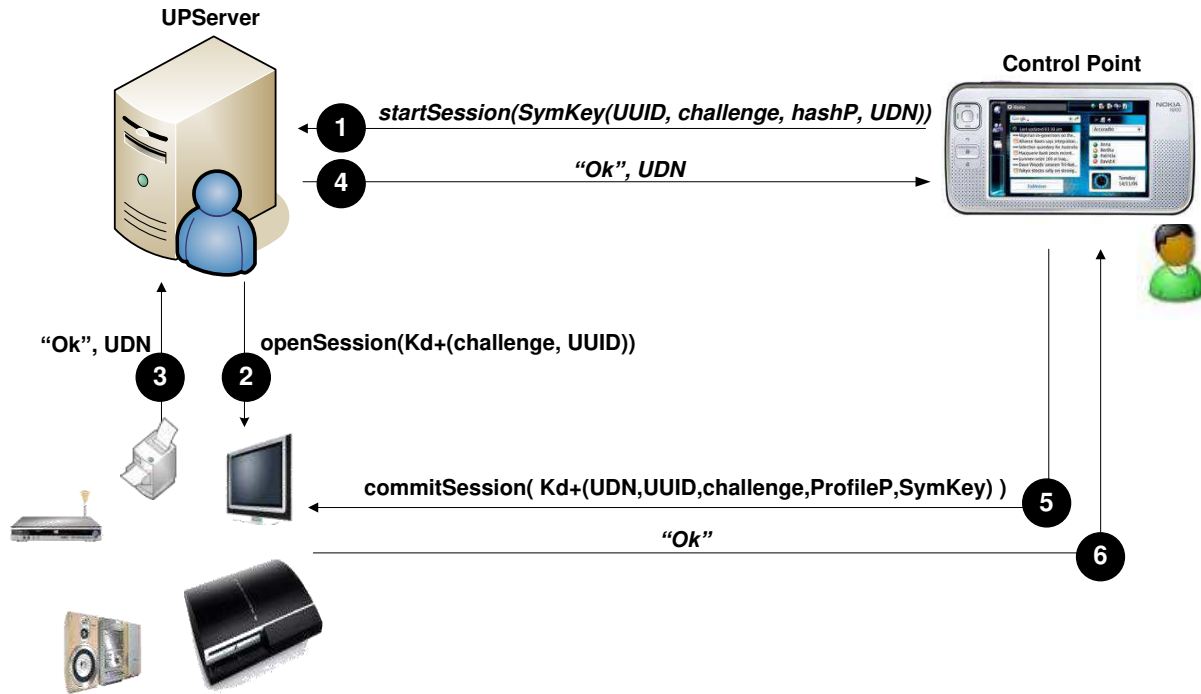 UPServer
Control Point
1
startSession(SymKey(UUID, challenge, hashP, UDN))
4
“Ok”, UDN
NOKIA
“Ok”, UDN
3
2
openSession(Kd+(challenge, UUID))
commitSession( Kd+(UDN,UUID,challenge,ProfileP,SymKey) )
5
“Ok”
6